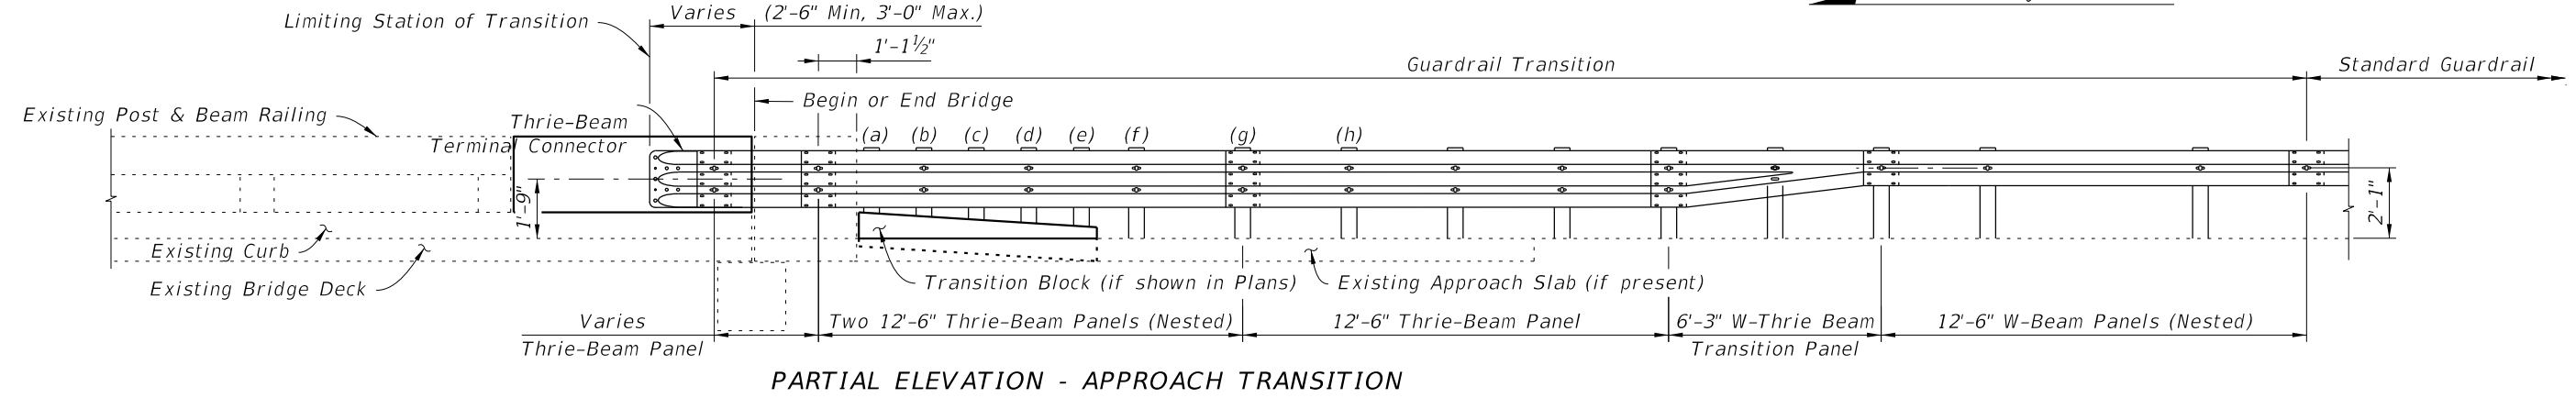 Varies (2'-6" Min, 3'-0" Max.)
Limiting Station of Transition
1'-1½"
Guardrail Transition
Standard Guardrail
Begin or End Bridge
Existing Post & Beam Railing
Thrie-Beam
Terminal Connector
(a) (b) (c) (d) (e) (f) (g) (h)
1'-9"
2'-1"
Existing Curb
Existing Bridge Deck
Transition Block (if shown in Plans)
Existing Approach Slab (if present)
Varies
Thrie-Beam Panel
Two 12'-6" Thrie-Beam Panels (Nested)
12'-6" Thrie-Beam Panel
6'-3" W-Thrie Beam
Transition Panel
12'-6" W-Beam Panels (Nested)
PARTIAL ELEVATION - APPROACH TRANSITION